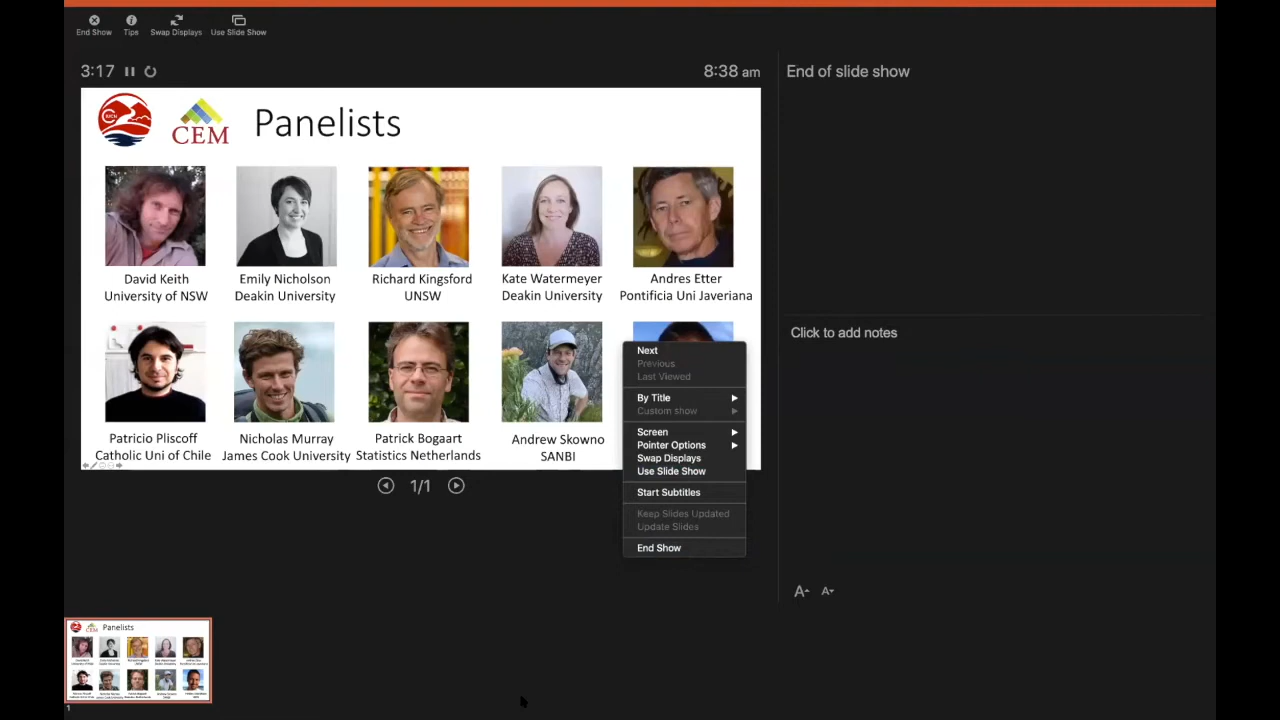 End Show
Tips
Swap Displays
Use Slide Show
3:17
8:38 am
End of slide show
CEM
Panelists
David Keith
University of NSW
Emily Nicholson
Deakin University
Richard Kingsford
UNSW
Kate Watermeyer
Deakin University
Andres Etter
Pontificia Uni Javeriana
Patricio Pliscoff
Catholic Uni of Chile
Nicholas Murray
James Cook University
Patrick Bogaart
Statistics Netherlands
Andrew Skowno
SANBI
Next
Previous
Last Viewed
By Title
Custom show
Screen
Pointer Options
Swap Displays
Use Slide Show
Start Subtitles
Keep Slides Updated
Update Slides
End Show
1/1
Click to add notes
A
A
CEM
Panelists
1